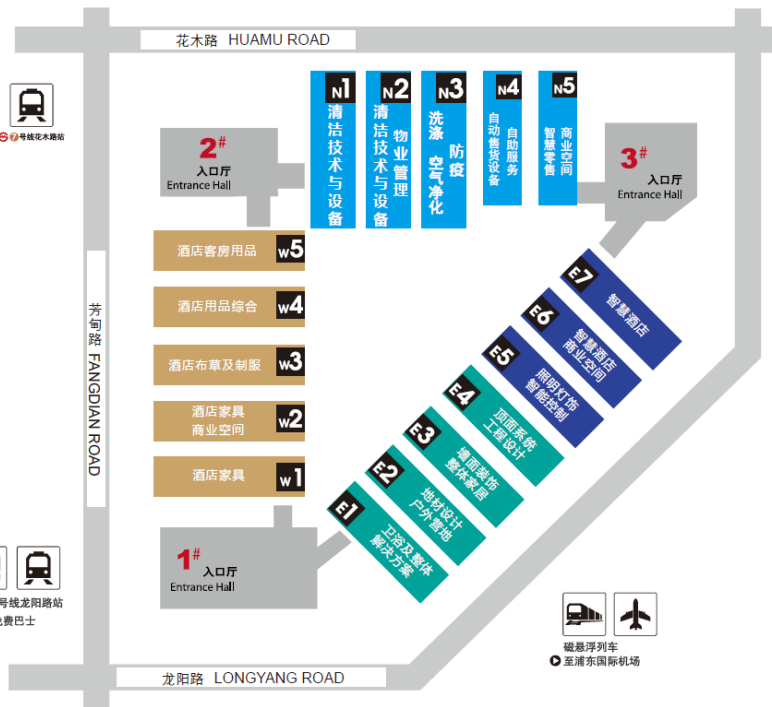 花木路 HUAMU ROAD
7号线花木路站
2#
入口厅
Entrance Hall
N1
清洁技术与设备
N2
物业管理
清洁技术与设备
N3
防疫
洗涤 空气净化
N4
自助服务
自动售货设备
N5
商业空间
智慧零售
3#
入口厅
Entrance Hall
酒店客房用品 W5
酒店用品综合 W4
酒店布草及制服 W3
酒店家具
商业空间
W2
酒店家具 W1
芳甸路 FANGDIAN ROAD
E7
智慧酒店
E6
智慧酒店
商业空间
E5
照明灯饰
智能控制
E4
顶面系统
工程设计
E3
墙面装饰
整体家居
E2
地材设计
户外营地
E1
卫浴及整体
解决方案
1#
入口厅
Entrance Hall
号线龙阳路站
费巴士
磁悬浮列车
至浦东国际机场
龙阳路 LONGYANG ROAD